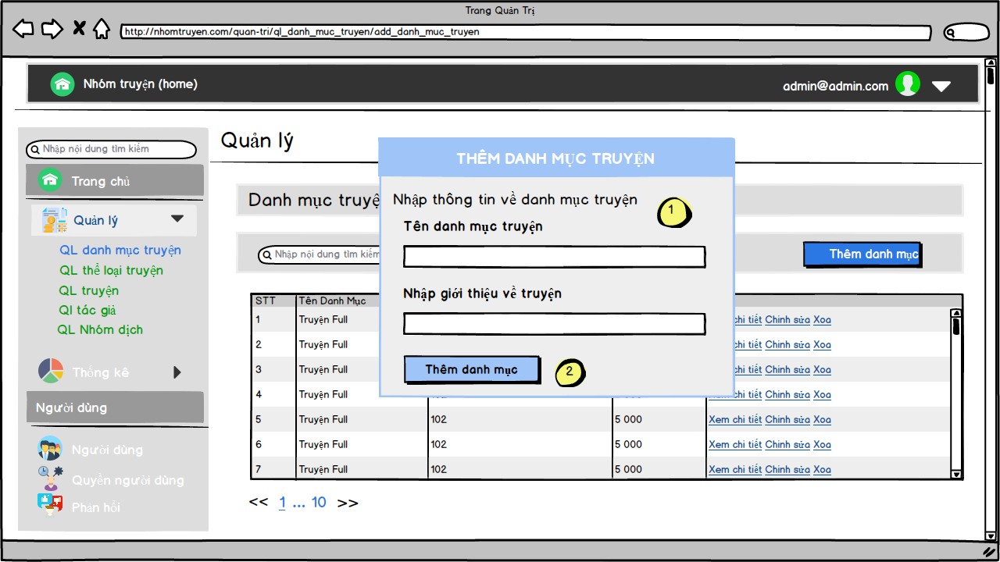 Trang Quản Trị
http://nhomtruyen.com/quan-tri/ql_danh_muc_truyen/add_danh_muc_truyen
Nhóm truyện (home)
admin@admin.com
Nhập nội dung tìm kiếm
Trang chủ
Quản lý
QL danh mục truyện
QL thể loại truyện
QL truyện
Ql tác giả
QL Nhóm dịch
Thống kê
Người dùng
Người dùng
Quyền người dùng
Phản hồi
Quản lý
Danh mục truyệ
Nhập nội dung tìm kiếm
Thêm danh mục
THÊM DANH MỤC TRUYỆN
Nhập thông tin về danh mục truyện
1
Tên danh mục truyện
Nhập giới thiệu về truyện
Thêm danh mục
2
STT Tên Danh Mục
1 Truyện Full chi tiết Chỉnh sửa Xoa
2 Truyện Full chi tiết Chỉnh sửa Xoa
3 Truyện Full chi tiết Chỉnh sửa Xoa
4 Truyện Full chi tiết Chỉnh sửa Xoa
5 Truyện Full 102 5 000 Xem chi tiết Chỉnh sửa Xoa
6 Truyện Full 102 5 000 Xem chi tiết Chỉnh sửa Xoa
7 Truyện Full 102 5 000 Xem chi tiết Chỉnh sửa Xoa
<< 1 ... 10 >>